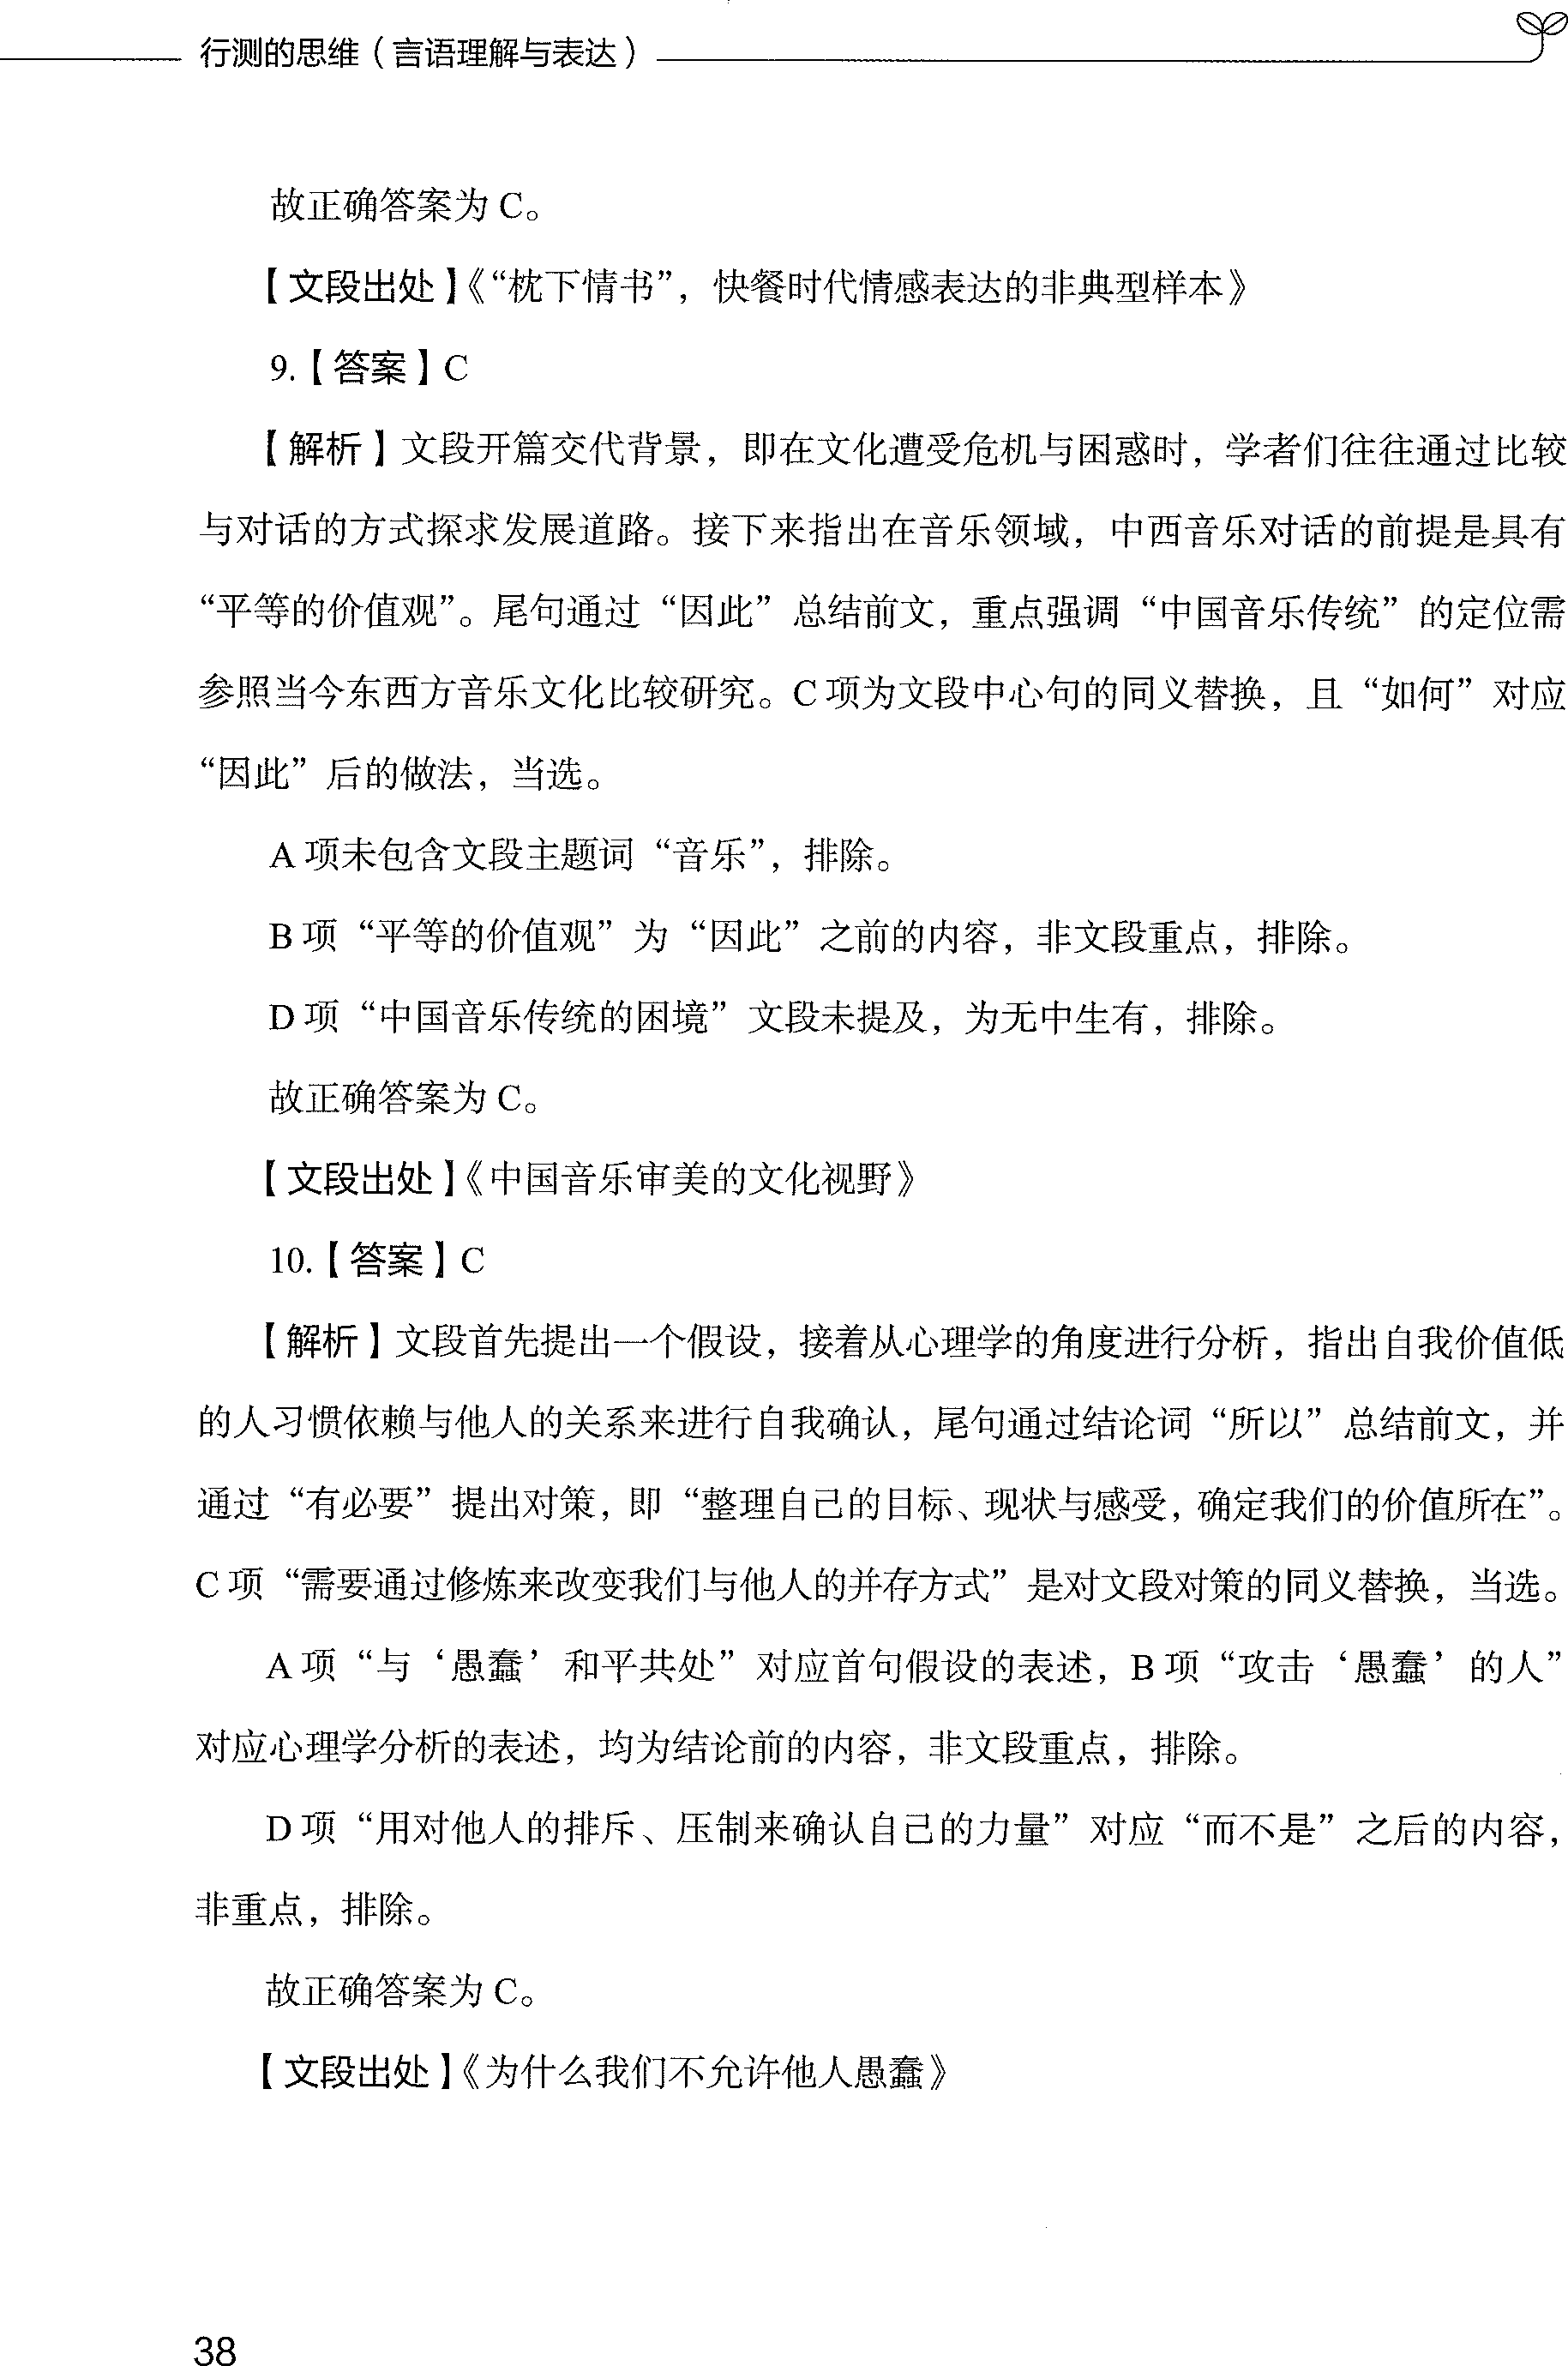 行测的思维（言语理解与表达）
故正确答案为 C。
【文段出处】《“枕下情书”，快餐时代情感表达的非典型样本》
9.【答案】C
【解析】文段开篇交代背景，即在文化遭受危机与困惑时，学者们往往通过比较
与对话的方式探求发展道路。接下来指出在音乐领域，中西音乐对话的前提是具有
“平等的价值观”。尾句通过“因此”总结前文，重点强调“中国音乐传统”的定位需
参照当今东西方音乐文化比较研究。C 项为文段中心句的同义替换，且“如何”对应
“因此”后的做法，当选。
A 项未包含文段主题词“音乐”，排除。
B 项“平等的价值观”为“因此”之前的内容，非文段重点，排除。
D 项“中国音乐传统的困境”文段未提及，为无中生有，排除。
故正确答案为 C。
【文段出处】《中国音乐审美的文化视野》
10.【答案】C
【解析】文段首先提出一个假设，接着从心理学的角度进行分析，指出自我价值低
的人习惯依赖与他人的关系来进行自我确认，尾句通过结论词“所以”总结前文，并
通过“有必要”提出对策，即“整理自己的目标、现状与感受，确定我们的价值所在”。
C 项“需要通过修炼来改变我们与他人的并存方式”是对文段对策的同义替换，当选。
A 项“与‘愚蠢’和平共处”对应首句假设的表述，B 项“攻击‘愚蠢’的人”
对应心理学分析的表述，均为结论前的内容，非文段重点，排除。
D 项“用对他人的排斥、压制来确认自己的力量”对应“而不是”之后的内容，
非重点，排除。
故正确答案为 C。
【文段出处】《为什么我们不允许他人愚蠢》
38